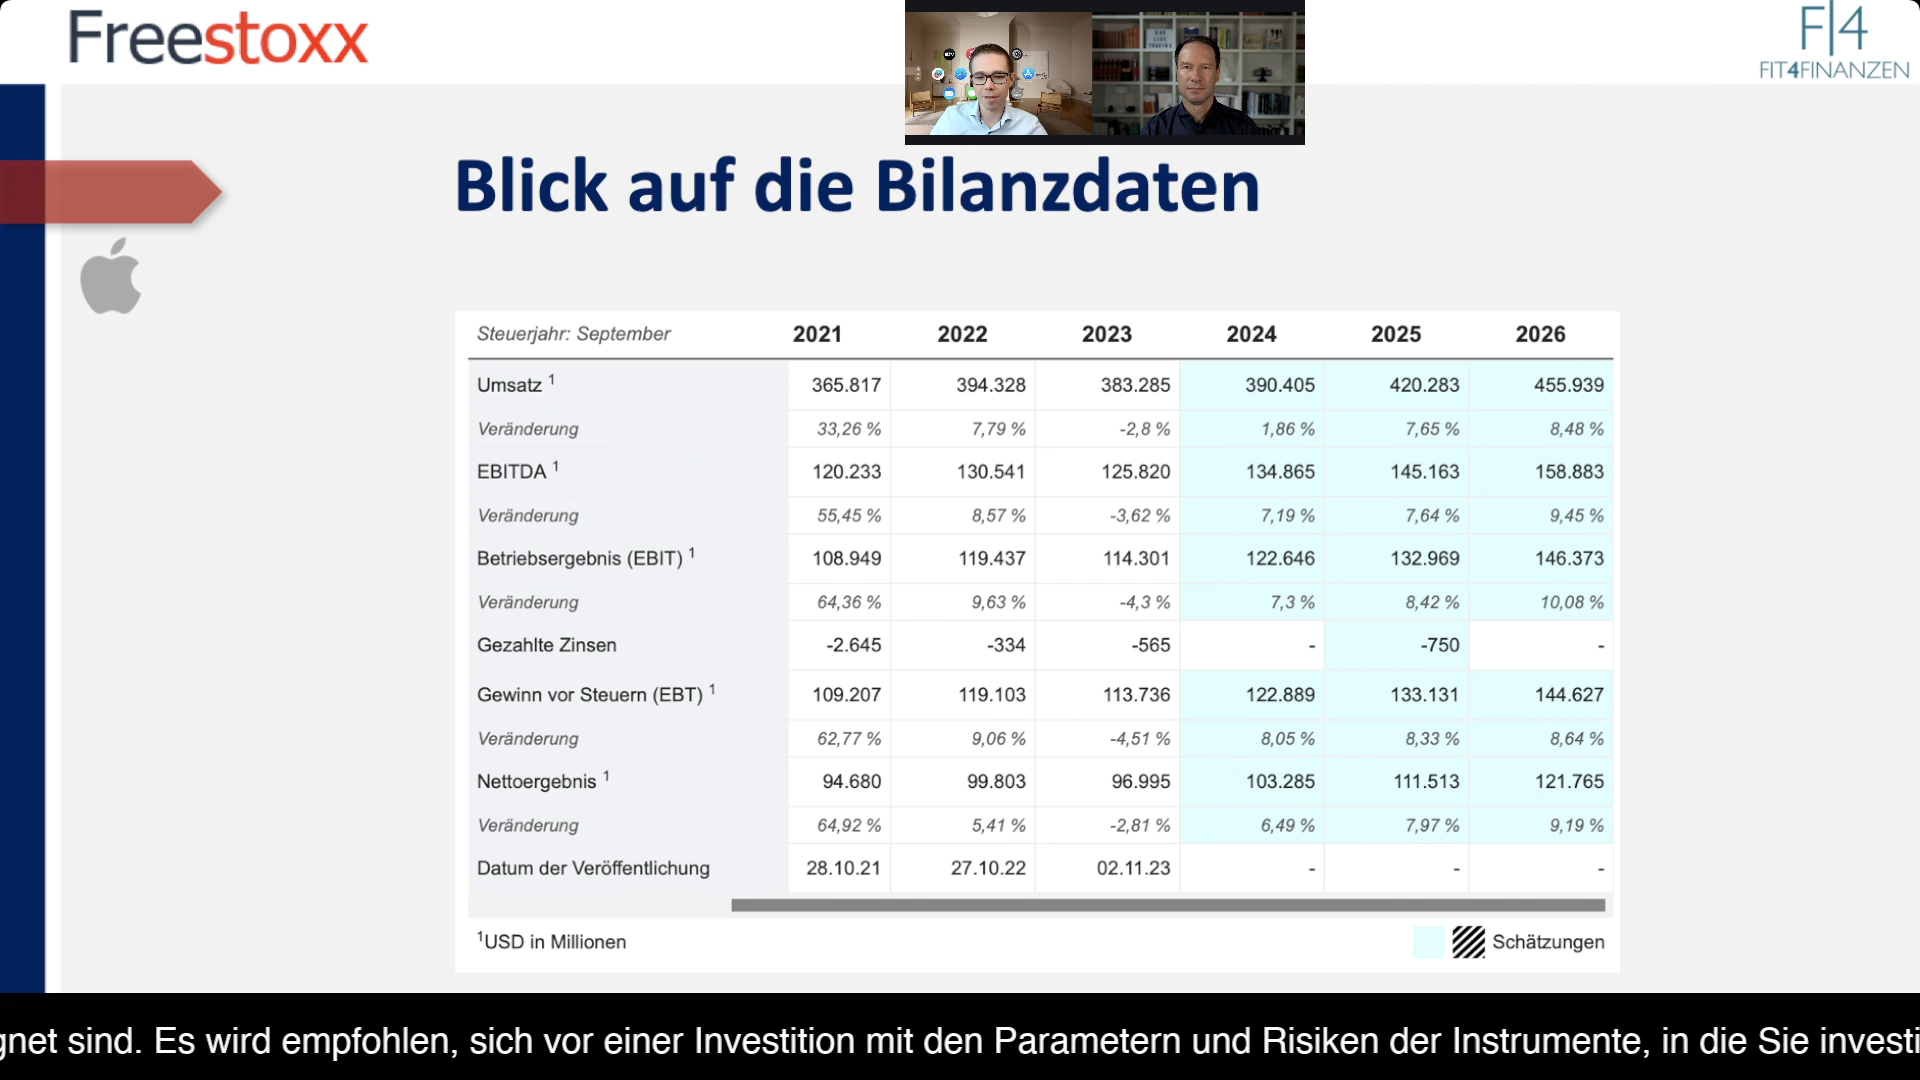 Freestoxx
F|4
FIT4FINANZEN
Blick auf die Bilanzdaten
Steuerjahr: September 2021 2022 2023 2024 2025 2026
Umsatz 1 365.817 394.328 383.285 390.405 420.283 455.939
Veränderung 33,26 % 7,79 % -2,8 % 1,86 % 7,65 % 8,48 %
EBITDA 1 120.233 130.541 125.820 134.865 145.163 158.883
Veränderung 55,45 % 8,57 % -3,62 % 7,19 % 7,64 % 9,45 %
Betriebsergebnis (EBIT) 1 108.949 119.437 114.301 122.646 132.969 146.373
Veränderung 64,36 % 9,63 % -4,3 % 7,3 % 8,42 % 10,08 %
Gezahlte Zinsen -2.645 -334 -565 - -750 -
Gewinn vor Steuern (EBT) 1 109.207 119.103 113.736 122.889 133.131 144.627
Veränderung 62,77 % 9,06 % -4,51 % 8,05 % 8,33 % 8,64 %
Nettoergebnis 1 94.680 99.803 96.995 103.285 111.513 121.765
Veränderung 64,92 % 5,41 % -2,81 % 6,49 % 7,97 % 9,19 %
Datum der Veröffentlichung 28.10.21 27.10.22 02.11.23 - - -
1USD in Millionen Schätzungen
gnet sind. Es wird empfohlen, sich vor einer Investition mit den Parametern und Risiken der Instrumente, in die Sie investi